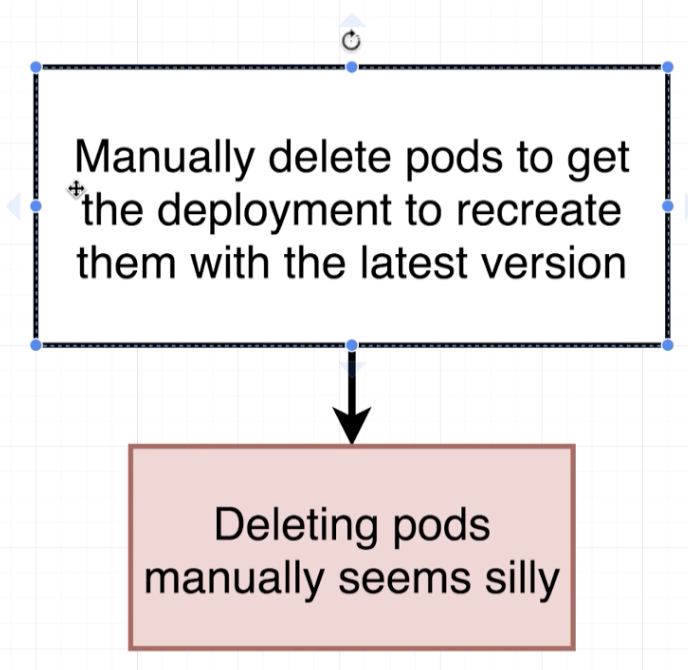 Manually delete pods to get
the deployment to recreate
them with the latest version
Deleting pods
manually seems silly